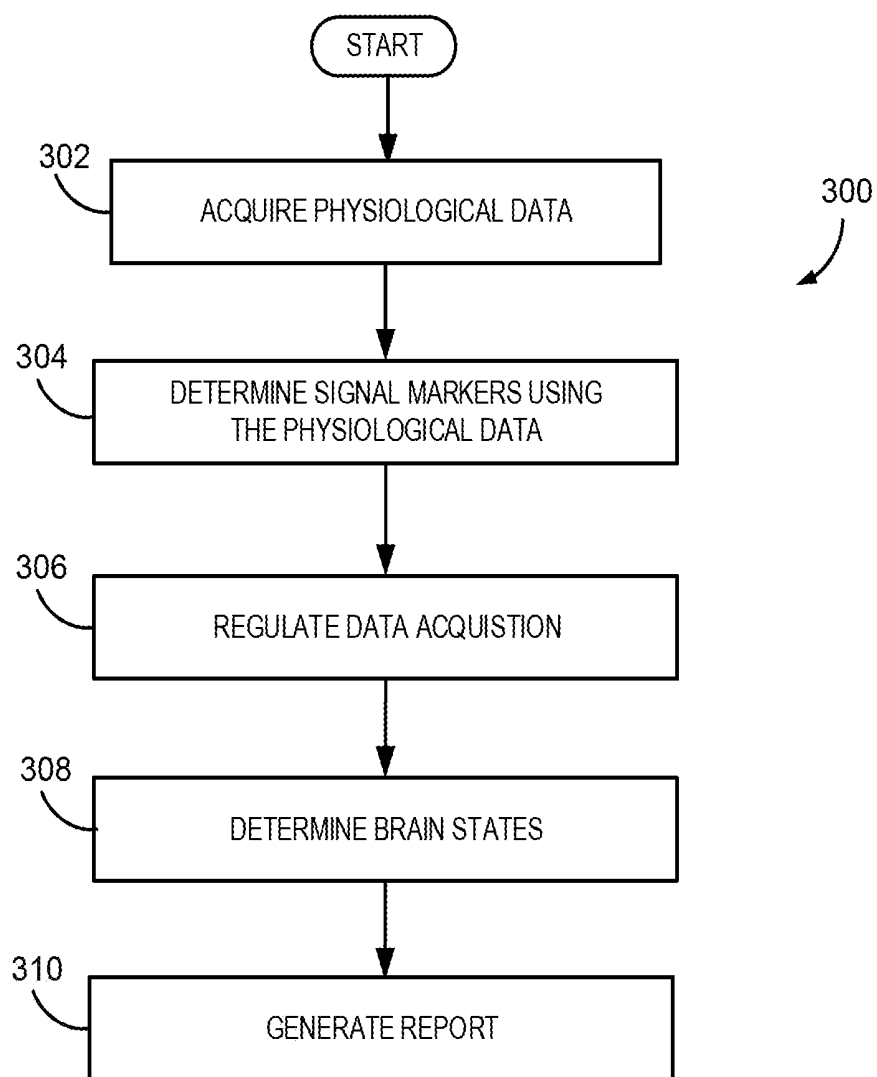 START
302
ACQUIRE PHYSIOLOGICAL DATA
300
304
DETERMINE SIGNAL MARKERS USING
THE PHYSIOLOGICAL DATA
306
REGULATE DATA ACQUISTION
308
DETERMINE BRAIN STATES
310
GENERATE REPORT